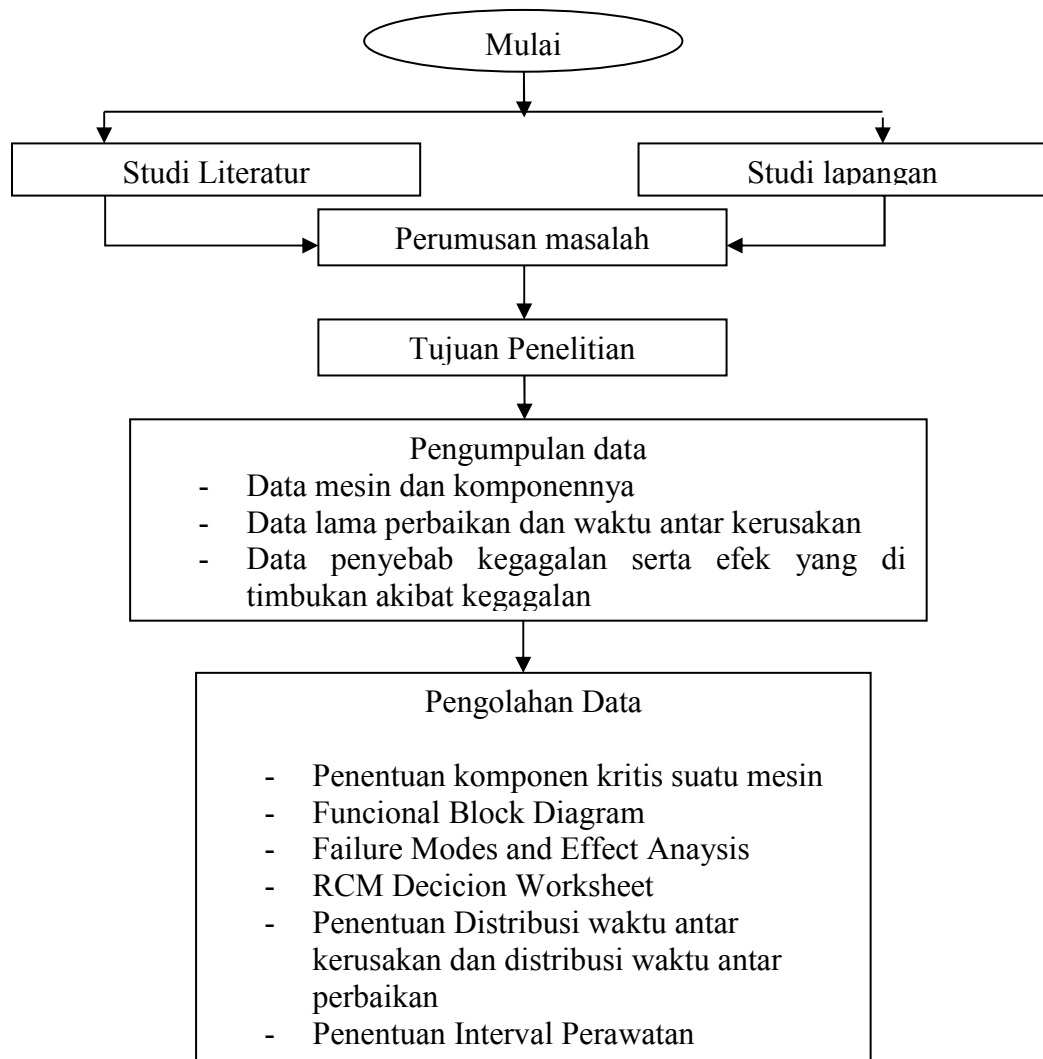 Mulai
Studi Literatur
Studi lapangan
Perumusan masalah
Tujuan Penelitian
Pengumpulan data
- Data mesin dan komponennya
- Data lama perbaikan dan waktu antar kerusakan
- Data penyebab kegagalan serta efek yang di
timbukan akibat kegagalan
Pengolahan Data
- Penentuan komponen kritis suatu mesin
- Funcional Block Diagram
- Failure Modes and Effect Anaysis
- RCM Decicion Worksheet
- Penentuan Distribusi waktu antar
kerusakan dan distribusi waktu antar
perbaikan
- Penentuan Interval Perawatan